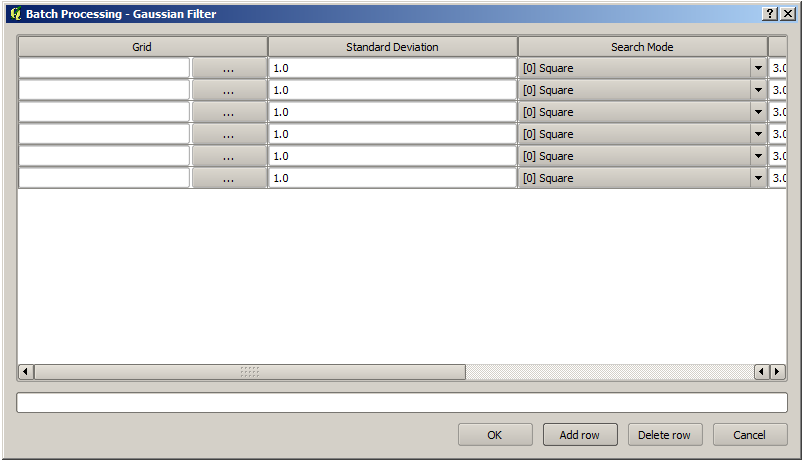 Batch Processing - Gaussian Filter
Grid Standard Deviation Search Mode
... 1.0 [0] Square 3.0
... 1.0 [0] Square 3.0
... 1.0 [0] Square 3.0
... 1.0 [0] Square 3.0
... 1.0 [0] Square 3.0
... 1.0 [0] Square 3.0
OK Add row Delete row Cancel